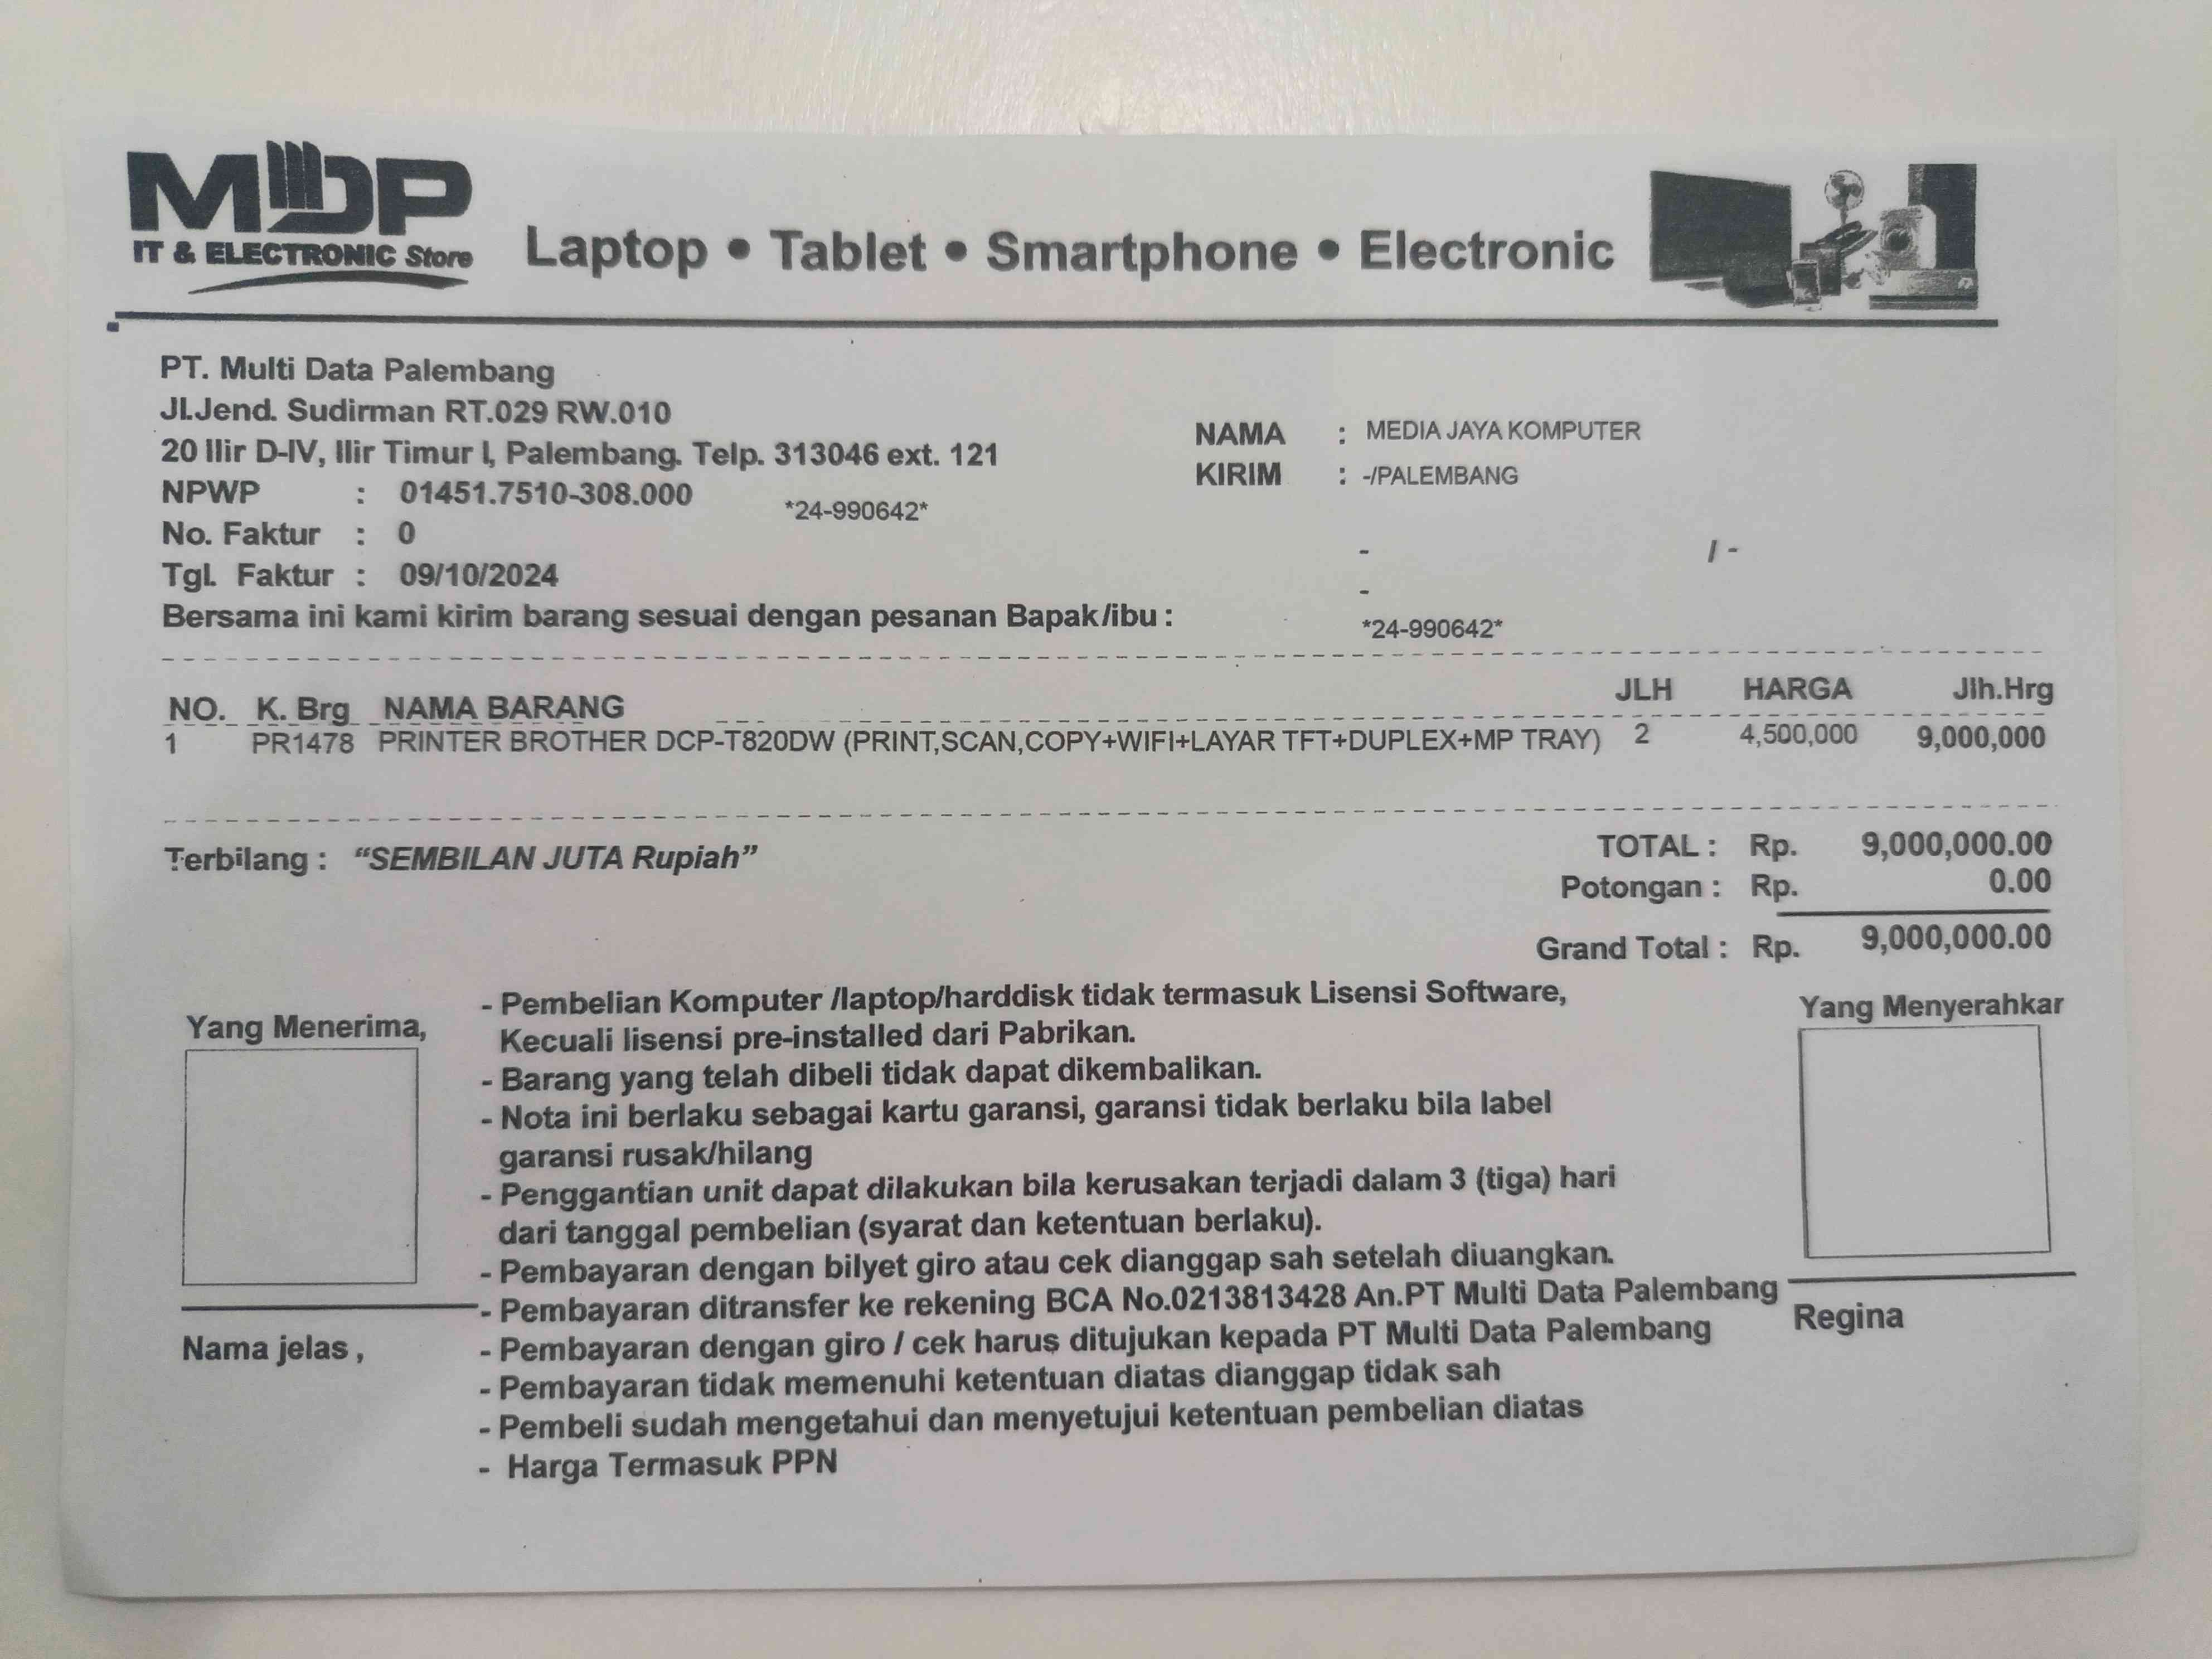 MDP
IT & ELECTRONIC Store
Laptop • Tablet • Smartphone • Electronic
PT. Multi Data Palembang
Jl.Jend. Sudirman RT.029 RW.010
20 Ilir D-IV, Ilir Timur I, Palembang. Telp. 313046 ext. 121
NPWP : 01451.7510-308.000 *24-990642*
No. Faktur : 0
Tgl. Faktur : 09/10/2024
Bersama ini kami kirim barang sesuai dengan pesanan Bapak/ibu :
NAMA : MEDIA JAYA KOMPUTER
KIRIM : -/PALEMBANG
- / -
-
*24-990642*
NO. K. Brg NAMA BARANG JLH HARGA Jlh.Hrg
1 PR1478 PRINTER BROTHER DCP-T820DW (PRINT,SCAN,COPY+WIFI+LAYAR TFT+DUPLEX+MP TRAY) 2 4,500,000 9,000,000
Terbilang : “SEMBILAN JUTA Rupiah”
TOTAL : Rp. 9,000,000.00
Potongan : Rp. 0.00
Grand Total : Rp. 9,000,000.00
Yang Menerima,
Nama jelas ,
- Pembelian Komputer /laptop/harddisk tidak termasuk Lisensi Software,
Kecuali lisensi pre-installed dari Pabrikan.
- Barang yang telah dibeli tidak dapat dikembalikan.
- Nota ini berlaku sebagai kartu garansi, garansi tidak berlaku bila label
garansi rusak/hilang
- Penggantian unit dapat dilakukan bila kerusakan terjadi dalam 3 (tiga) hari
dari tanggal pembelian (syarat dan ketentuan berlaku).
- Pembayaran dengan bilyet giro atau cek dianggap sah setelah diuangkan.
- Pembayaran ditransfer ke rekening BCA No.0213813428 An.PT Multi Data Palembang
- Pembayaran dengan giro / cek harus ditujukan kepada PT Multi Data Palembang
- Pembayaran tidak memenuhi ketentuan diatas dianggap tidak sah
- Pembeli sudah mengetahui dan menyetujui ketentuan pembelian diatas
- Harga Termasuk PPN
Yang Menyerahkar
Regina